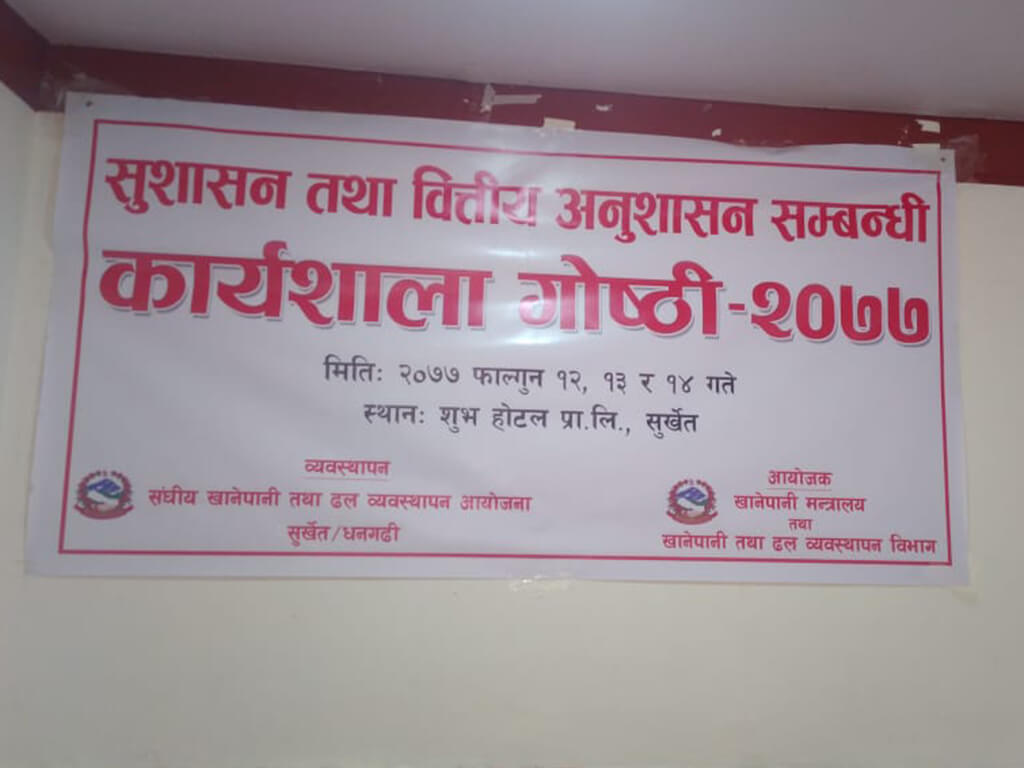 सुशासन तथा वित्तीय अनुशासन सम्बन्धी
कार्यशाला गोष्ठी-२०७७
मितिः २०७७ फाल्गुन १२, १३ र १४ गते
स्थानः शुभ होटल प्रा.लि., सुर्खेत
व्यवस्थापन
संघीय खानेपानी तथा ढल व्यवस्थापन आयोजना
सुर्खेत/धनगढी
आयोजक
खानेपानी मन्त्रालय
तथा
खानेपानी तथा ढल व्यवस्थापन विभाग